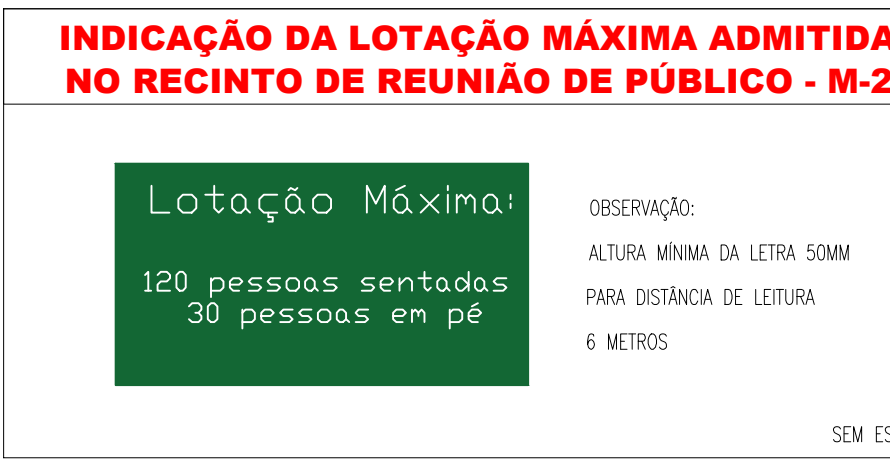 INDICAÇÃO DA LOTAÇÃO MÁXIMA ADMITIDA
NO RECINTO DE REUNIÃO DE PÚBLICO - M-2
Lotação Máxima:
120 pessoas sentadas
30 pessoas em pé
OBSERVAÇÃO:
ALTURA MÍNIMA DA LETRA 50MM
PARA DISTÂNCIA DE LEITURA
6 METROS
SEM